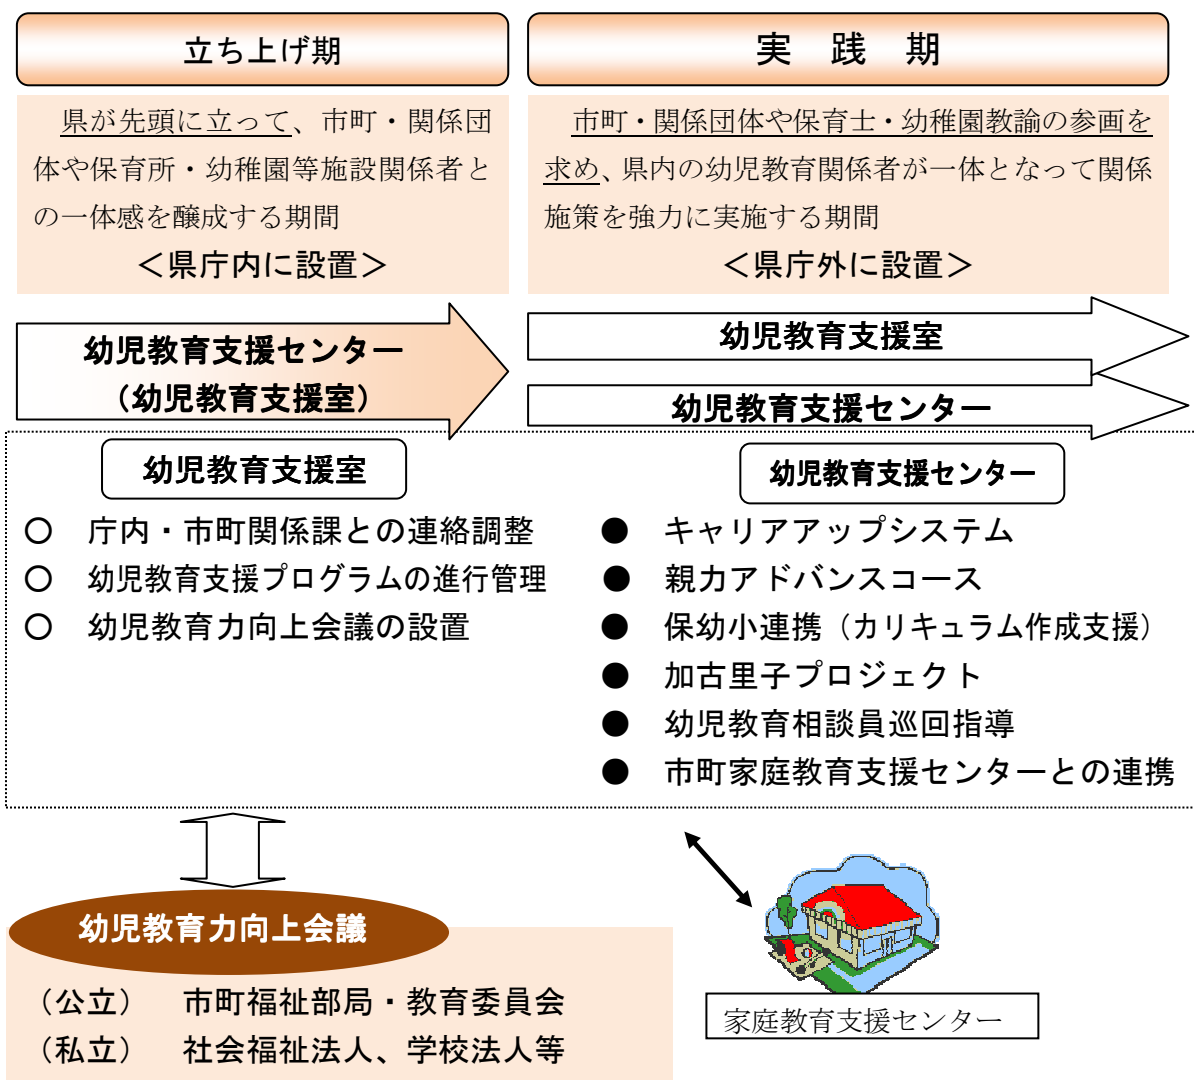 立ち上げ期
県が先頭に立って、市町・関係団
体や保育所・幼稚園等施設関係者と
の一体感を醸成する期間
＜県庁内に設置＞
実　践　期
市町・関係団体や保育士・幼稚園教諭の参画を
求め、県内の幼児教育関係者が一体となって関係
施策を強力に実施する期間
＜県庁外に設置＞
幼児教育支援センター
（幼児教育支援室）
幼児教育支援室
幼児教育支援センター
幼児教育支援室
○　庁内・市町関係課との連絡調整
○　幼児教育支援プログラムの進行管理
○　幼児教育力向上会議の設置
幼児教育支援センター
●　キャリアアップシステム
●　親力アドバンスコース
●　保幼小連携（カリキュラム作成支援）
●　加古里子プロジェクト
●　幼児教育相談員巡回指導
●　市町家庭教育支援センターとの連携
幼児教育力向上会議
（公立）　市町福祉部局・教育委員会
（私立）　社会福祉法人、学校法人等
家庭教育支援センター